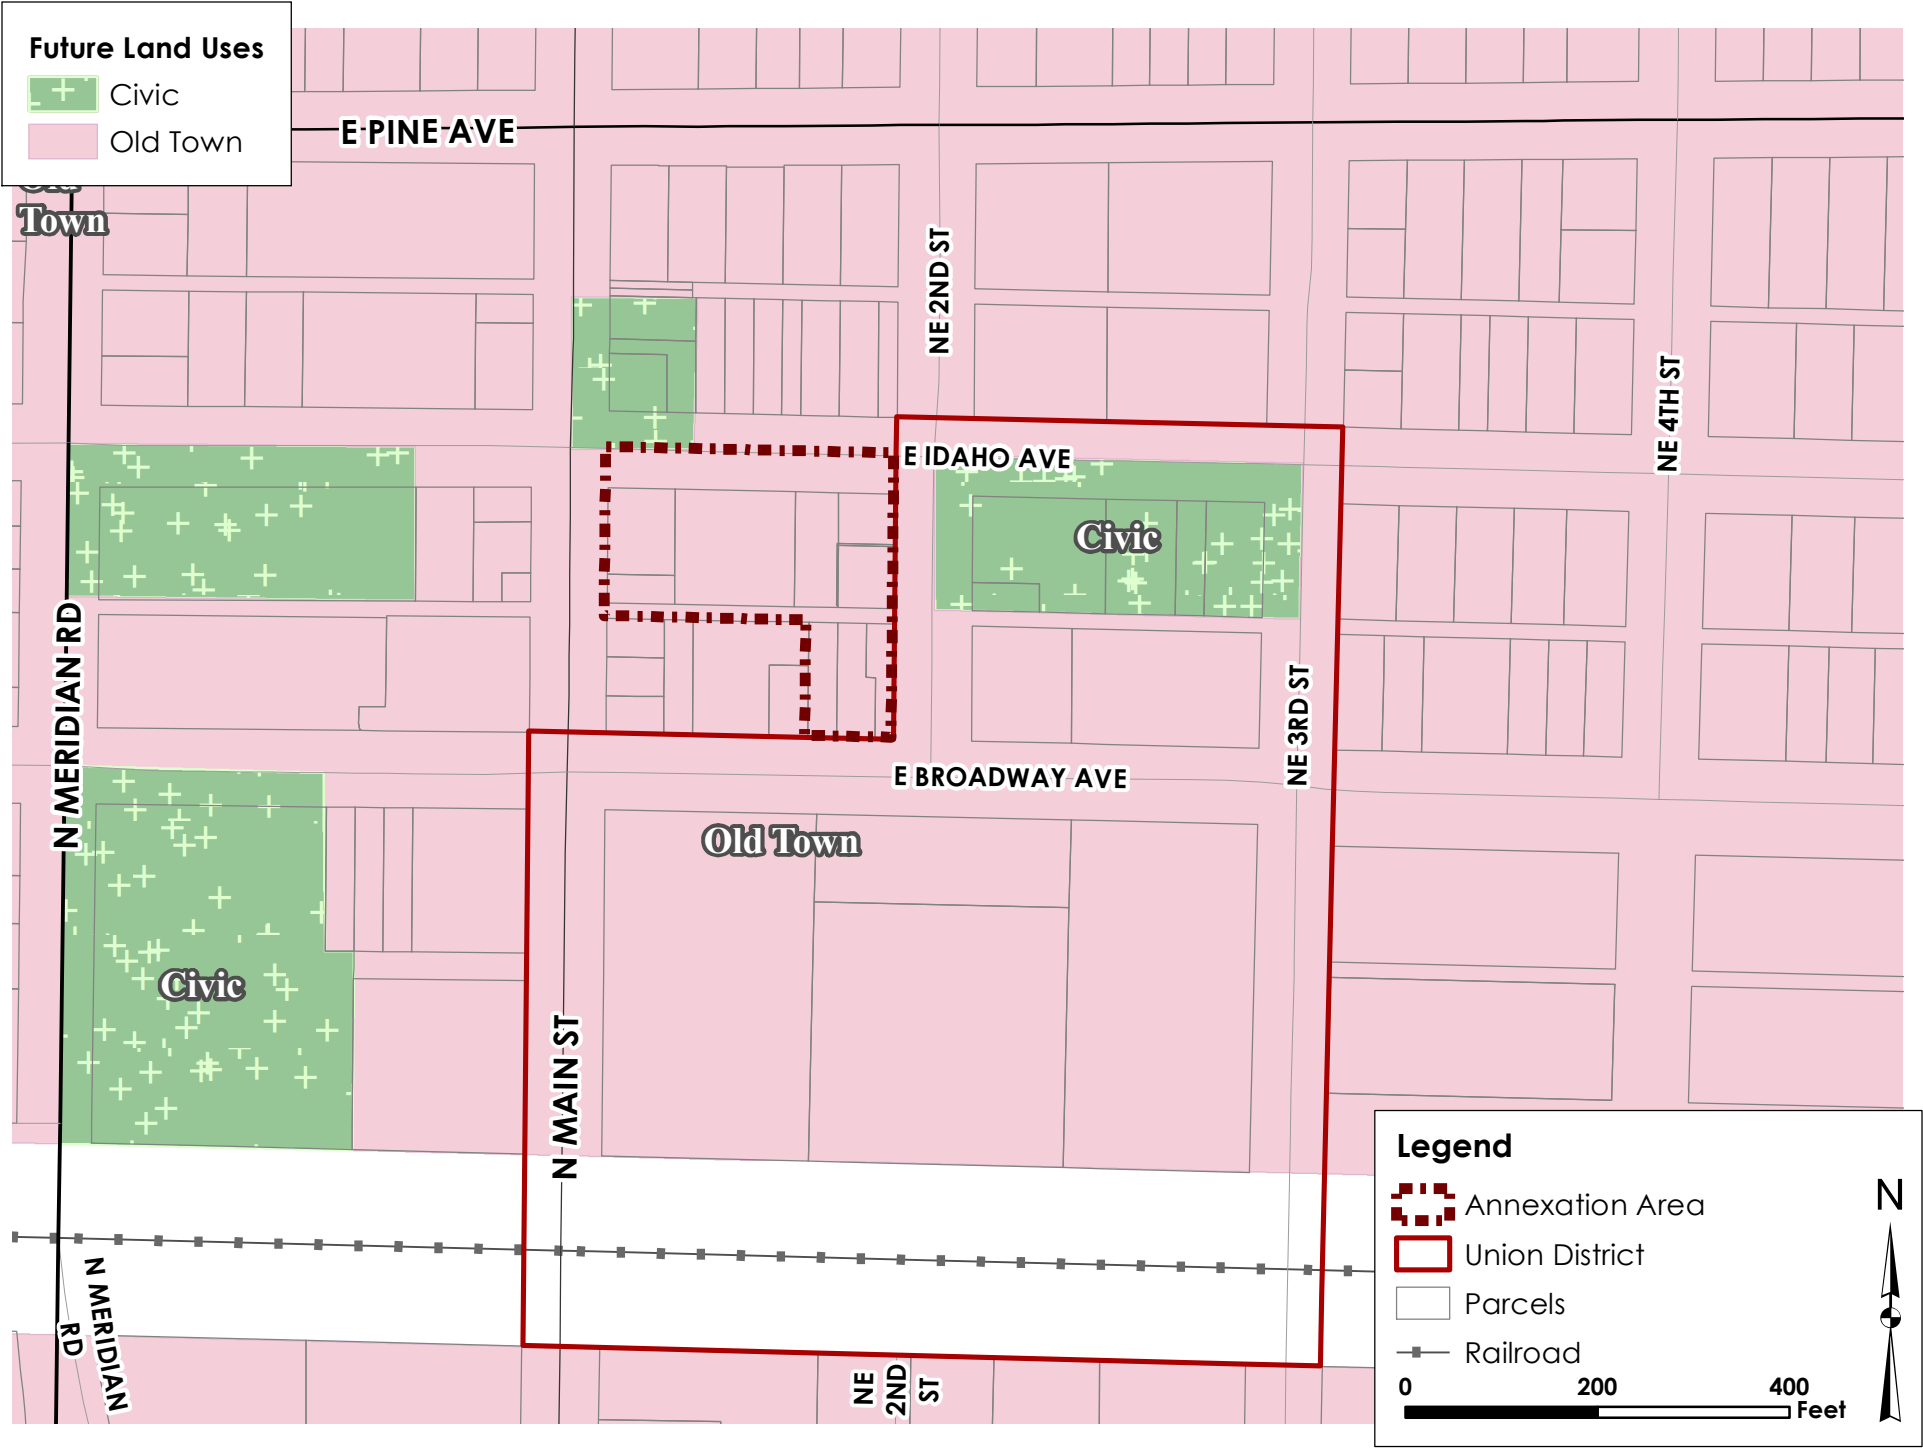 Future Land Uses
Civic
Old Town
E PINE AVE
Old
Town
NE 2ND ST
NE 4TH ST
E IDAHO AVE
Civic
N MERIDIAN RD
NE 3RD ST
E BROADWAY AVE
Old Town
Civic
N MAIN ST
N MERIDIAN
RD
NE
2ND
ST
Legend
Annexation Area
Union District
Parcels
Railroad
0 200 400
Feet
N